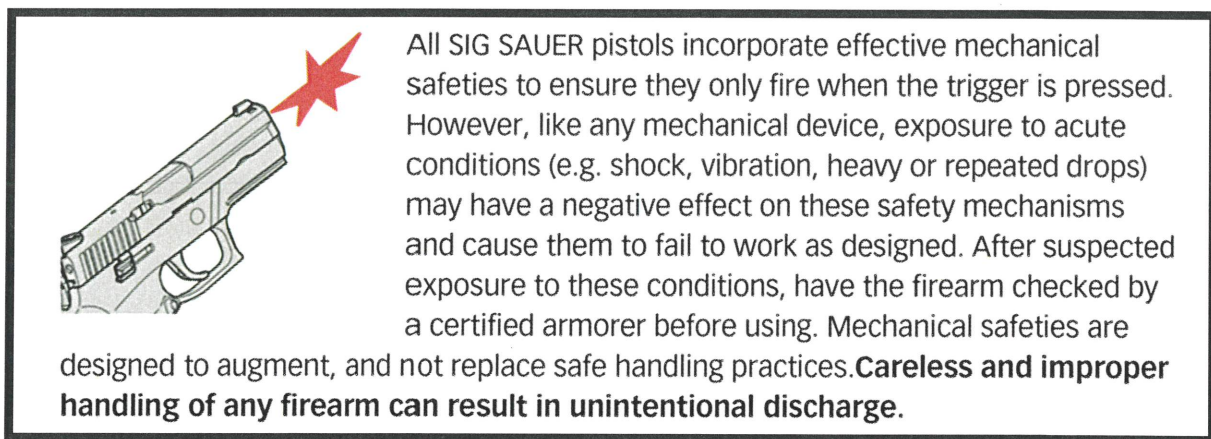 All SIG SAUER pistols incorporate effective mechanical
safeties to ensure they only fire when the trigger is pressed.
However, like any mechanical device, exposure to acute
conditions (e.g. shock, vibration, heavy or repeated drops)
may have a negative effect on these safety mechanisms
and cause them to fail to work as designed. After suspected
exposure to these conditions, have the firearm checked by
a certified armorer before using. Mechanical safeties are
designed to augment, and not replace safe handling practices.Careless and improper
handling of any firearm can result in unintentional discharge.